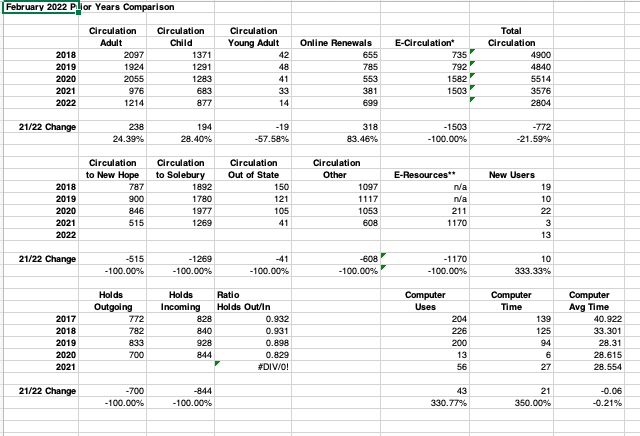 February 2022 Prior Years Comparison
Circulation Circulation Circulation Total
Adult Child Young Adult Online Renewals E-Circulation* Circulation
2018 2097 1371 42 655 735 4900
2019 1924 1291 48 785 792 4840
2020 2055 1283 41 553 1582 5514
2021 976 683 33 381 1503 3576
2022 1214 877 14 699 2804
21/22 Change 238 194 -19 318 -1503 -772
24.39% 28.40% -57.58% 83.46% -100.00% -21.59%
Circulation Circulation Circulation Circulation
to New Hope to Solebury Out of State Other E-Resources** New Users
2018 787 1892 150 1097 n/a 19
2019 900 1780 121 1117 n/a 10
2020 846 1977 105 1053 211 22
2021 515 1269 41 608 1170 3
2022 13
21/22 Change -515 -1269 -41 -608 -1170 10
-100.00% -100.00% -100.00% -100.00% -100.00% 333.33%
Holds Holds Ratio Computer Computer Computer
Outgoing Incoming Holds Out/In Uses Time Avg Time
2017 772 828 0.932 204 139 40.922
2018 782 840 0.931 226 125 33.301
2019 833 928 0.898 200 94 28.31
2020 700 844 0.829 13 6 28.615
2021 #DIV/0! 56 27 28.554
21/22 Change -700 -844 43 21 -0.06
-100.00% -100.00% 330.77% 350.00% -0.21%